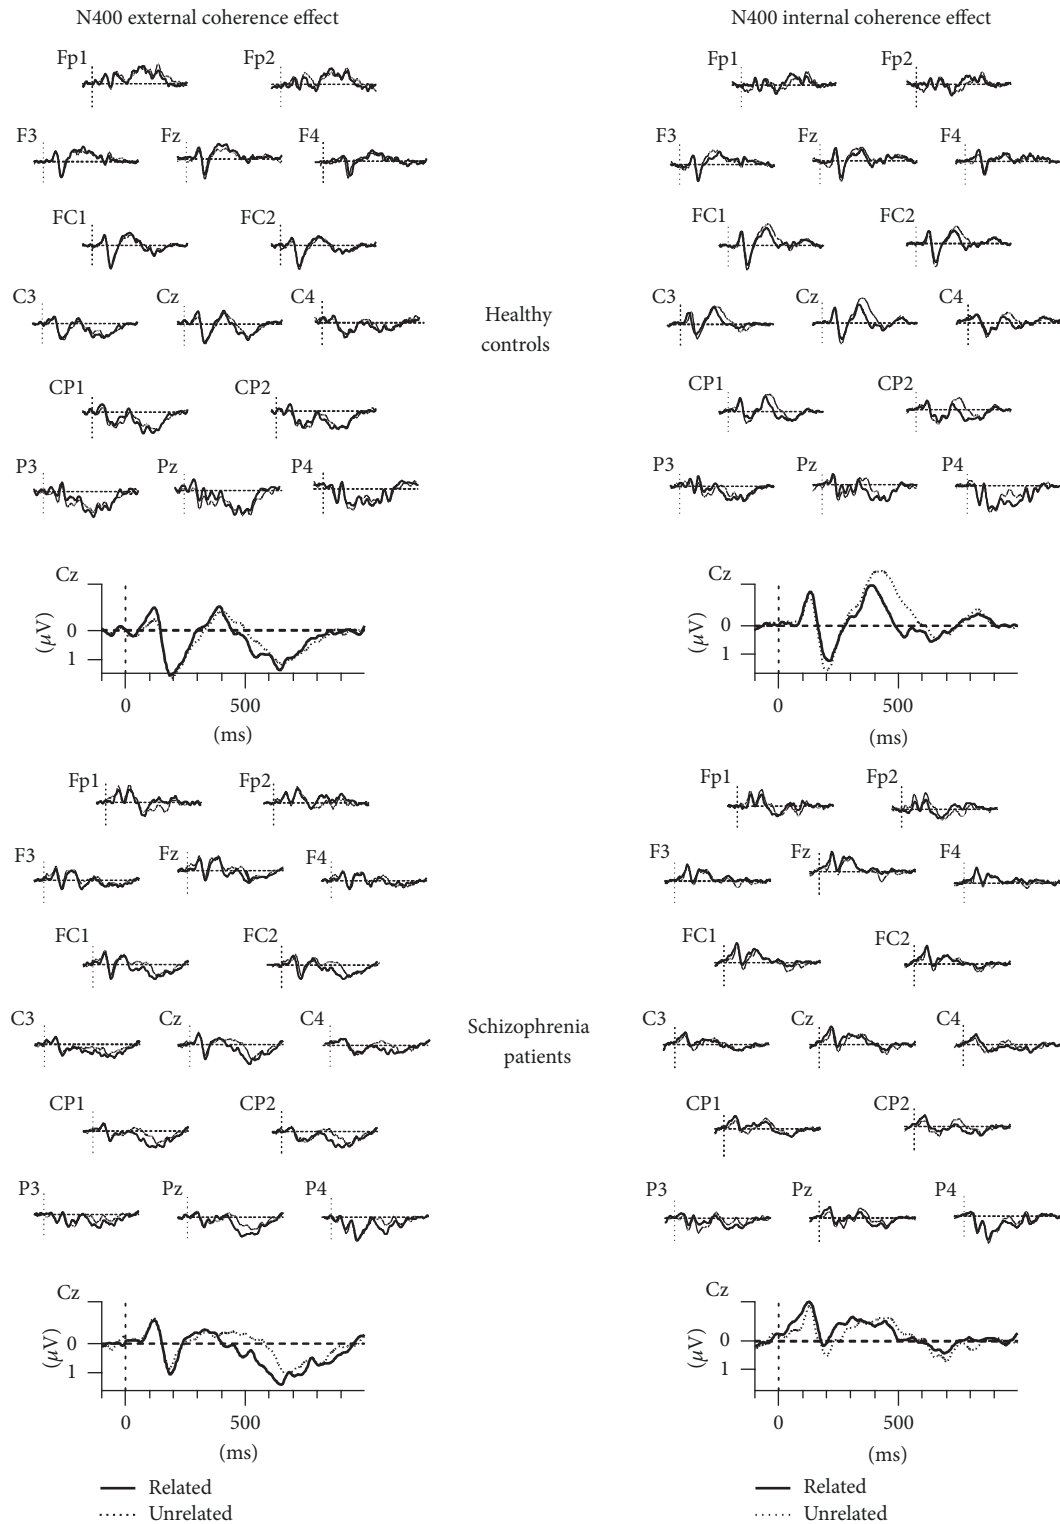 N400 external coherence effect
N400 internal coherence effect
Fp1 Fp2
Fp1 Fp2
F3 Fz F4
F3 Fz F4
FC1 FC2
FC1 FC2
C3 Cz C4
Healthy
controls
C3 Cz C4
CP1 CP2
CP1 CP2
P3 Pz P4
P3 Pz P4
Cz
(μV)
0
1
0 500
(ms)
Cz
(μV)
0
1
0 500
(ms)
Fp1 Fp2
Fp1 Fp2
F3 Fz F4
F3 Fz F4
FC1 FC2
FC1 FC2
C3 Cz C4
Schizophrenia
patients
C3 Cz C4
CP1 CP2
CP1 CP2
P3 Pz P4
P3 Pz P4
Cz
(μV)
0
1
0 500
(ms)
Related
Unrelated
Cz
(μV)
0
1
0 500
(ms)
Related
Unrelated